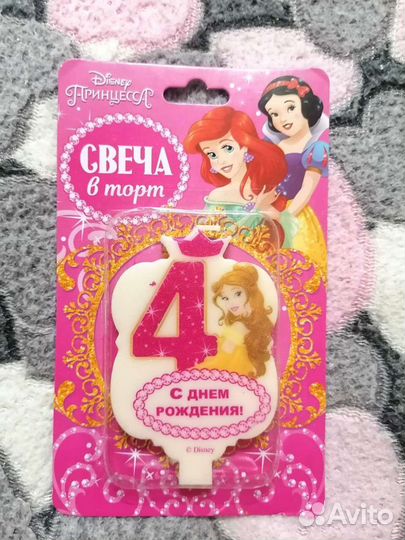 Disney
Принцесса
СВЕЧА
в торт
4
С ДНЕМ
РОЖДЕНИЯ!
© Disney
Avito